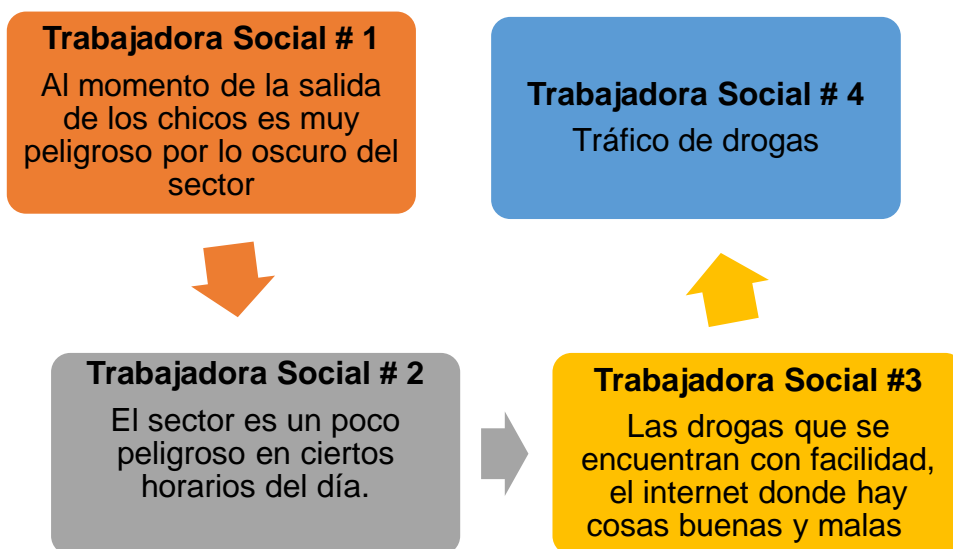 Trabajadora Social # 1
Al momento de la salida
de los chicos es muy
peligroso por lo oscuro del
sector
Trabajadora Social # 2
El sector es un poco
peligroso en ciertos
horarios del día.
Trabajadora Social #3
Las drogas que se
encuentran con facilidad,
el internet donde hay
cosas buenas y malas
Trabajadora Social # 4
Tráfico de drogas